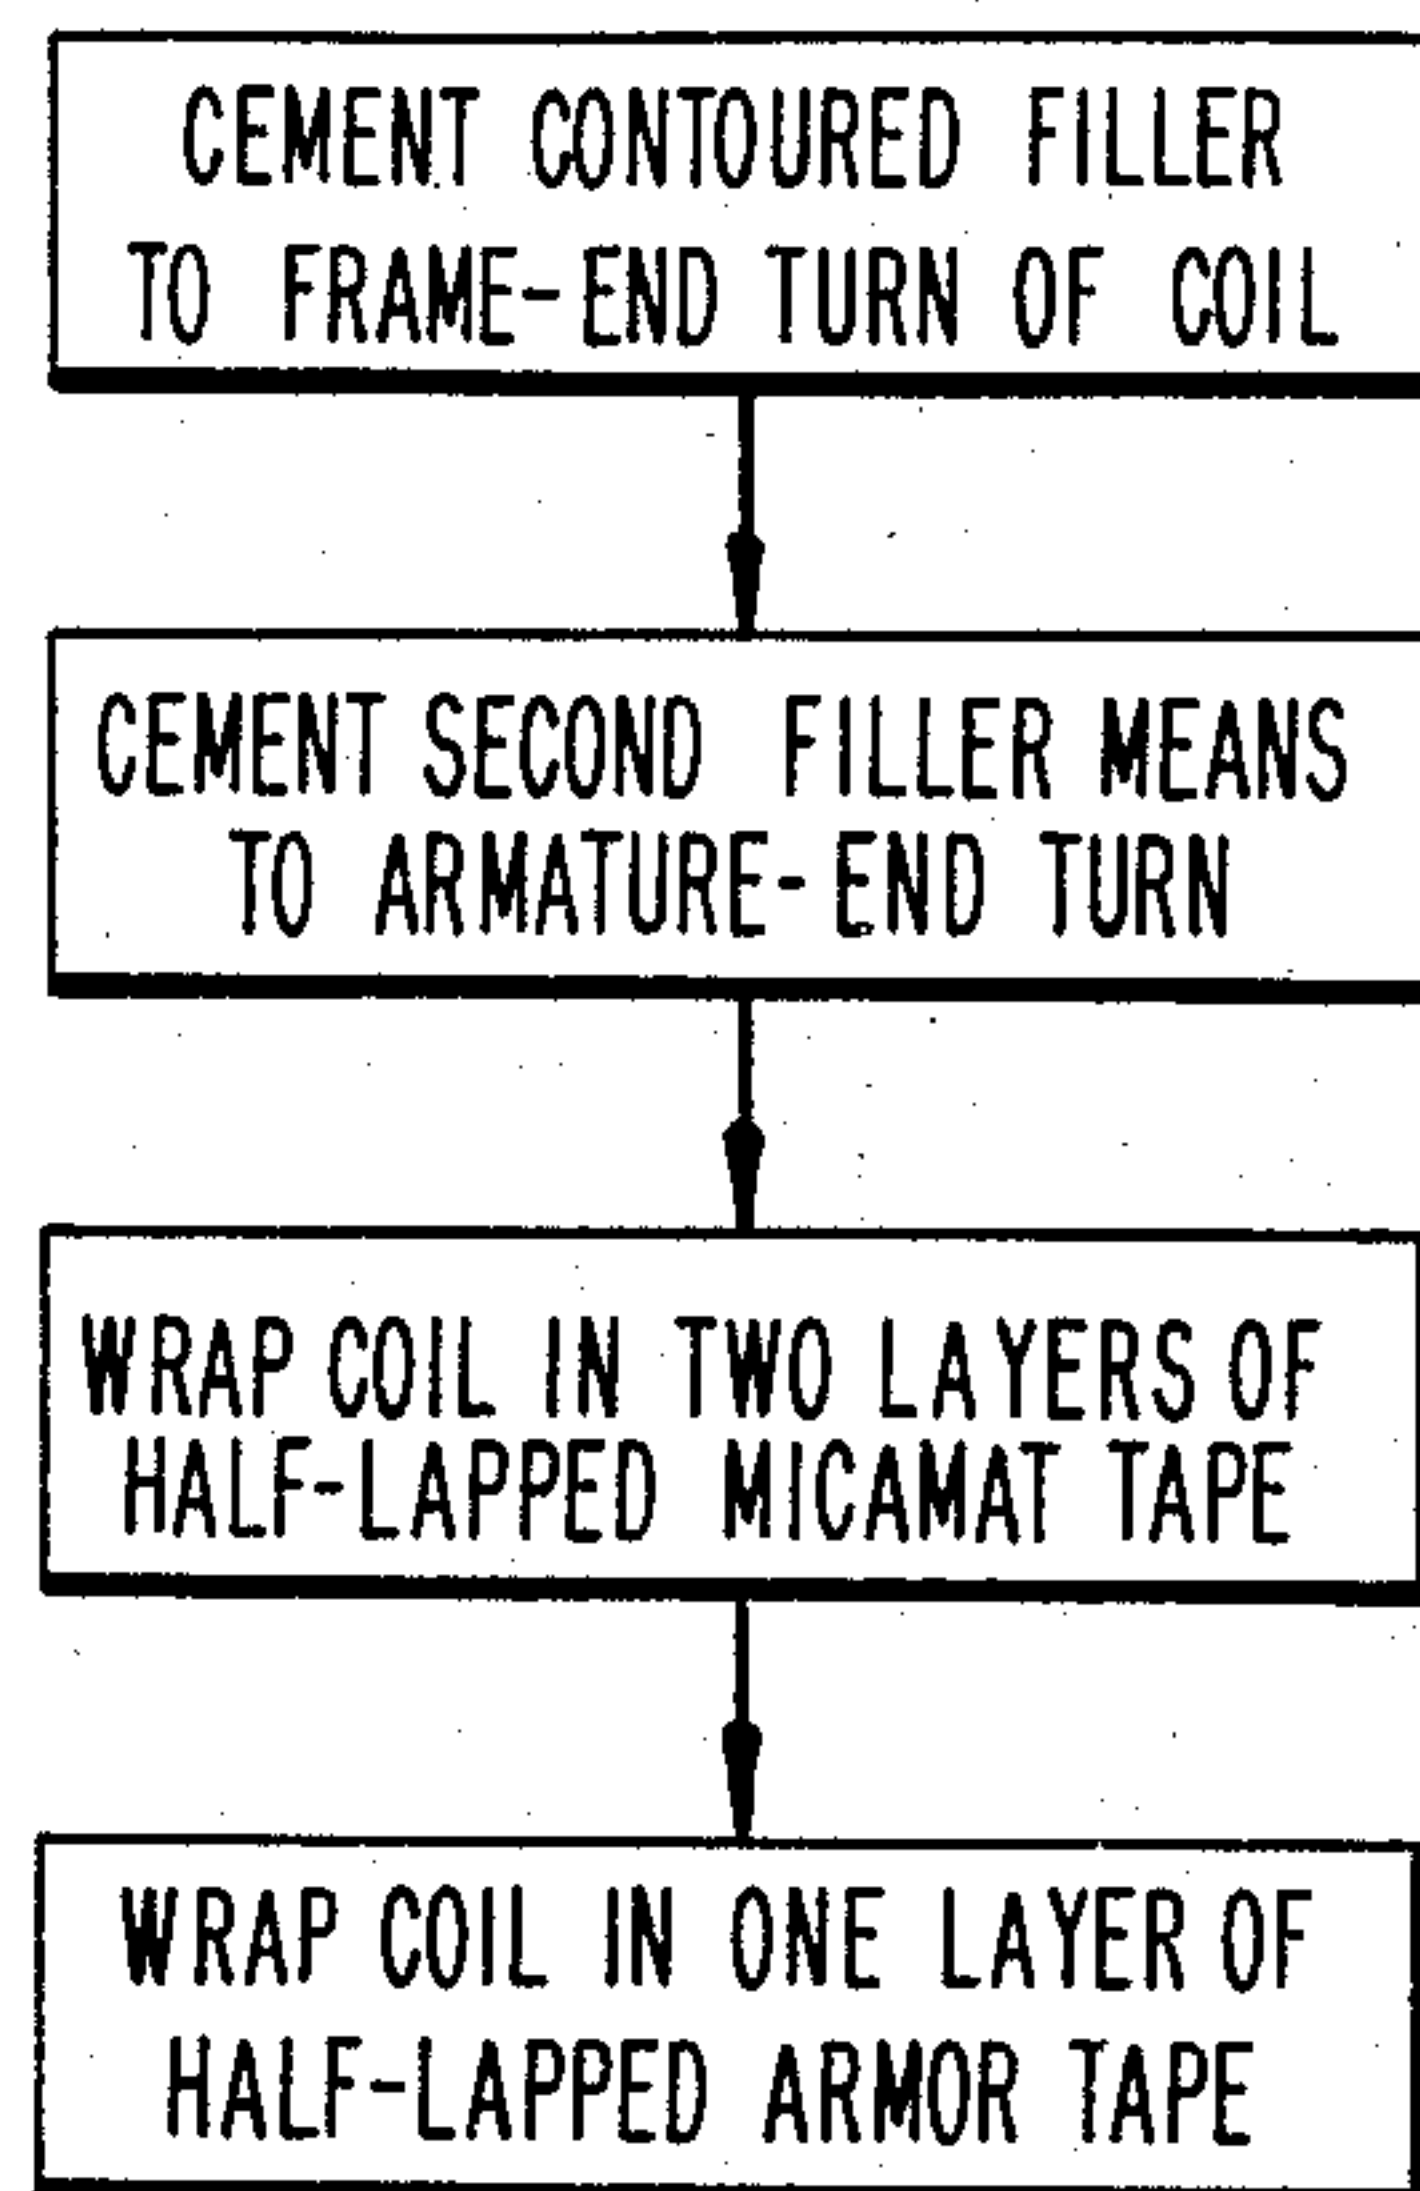 CEMENT CONTOURED FILLER
TO FRAME-END TURN OF COIL
CEMENT SECOND FILLER MEANS
TO ARMATURE-END TURN
WRAP COIL IN TWO LAYERS OF
HALF-LAPPED MICAMAT TAPE
WRAP COIL IN ONE LAYER OF
HALF-LAPPED ARMOR TAPE